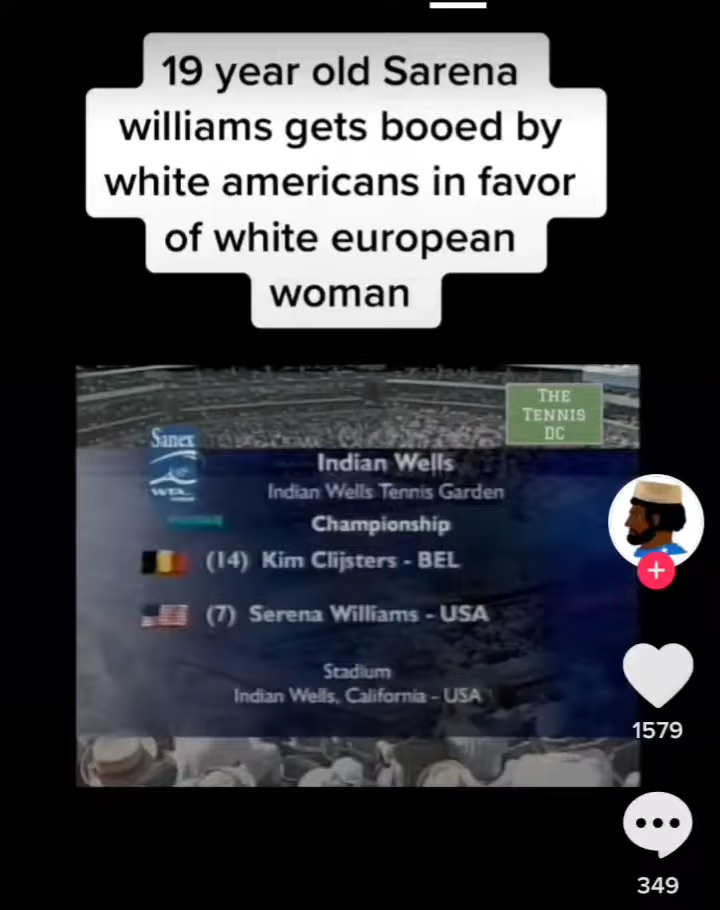 19 year old Sarena
williams gets booed by
white americans in favor
of white european
woman
THE
TENNIS
DC
Sanex
Indian Wells
Indian Wells Tennis Garden
Championship
(14) Kim Clijsters - BEL
(7) Serena Williams - USA
Stadium
Indian Wells, California - USA
1579
349